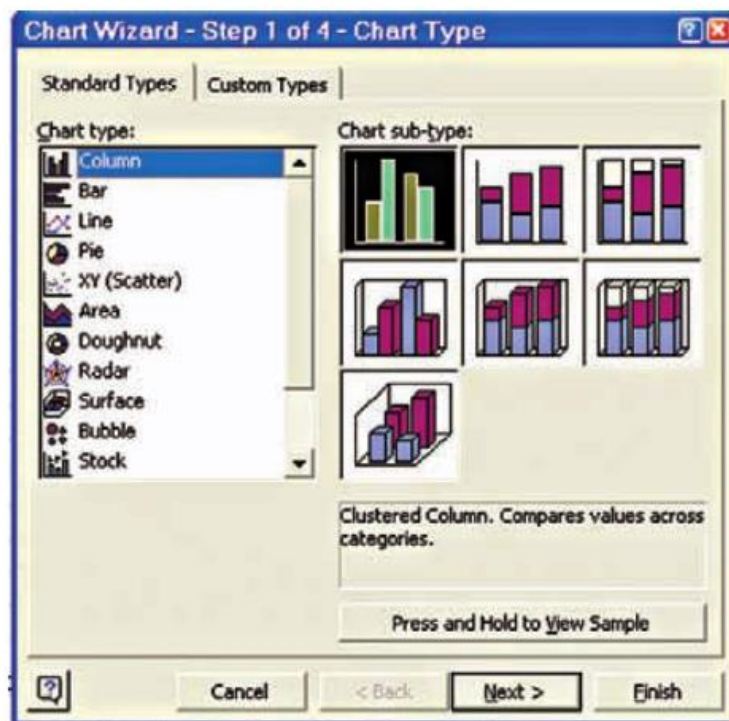 Chart Wizard - Step 1 of 4 - Chart Type
Standard Types
Custom Types
Chart type:
Column
Bar
Line
Pie
XY (Scatter)
Area
Doughnut
Radar
Surface
Bubble
Stock
Chart sub-type:
Clustered Column. Compares values across
categories.
Press and Hold to View Sample
Cancel
< Back
Next >
Finish